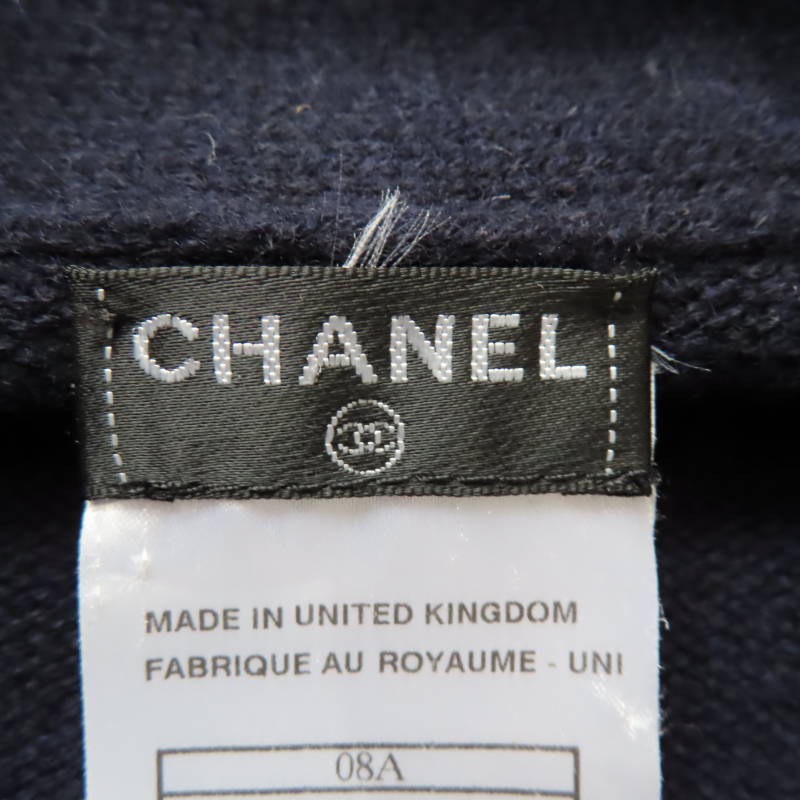 CHANEL
MADE IN UNITED KINGDOM
FABRIQUE AU ROYAUME - UNI
08A